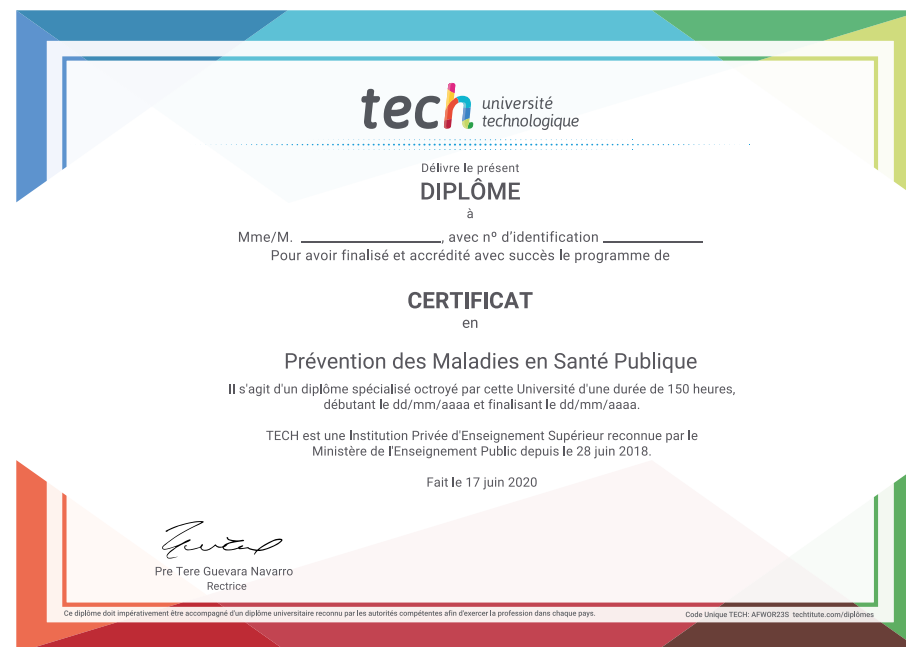 tech université
technologique
Délivre le présent
DIPLÔME
à
Mme/M. ____________________, avec nº d'identification ______________
Pour avoir finalisé et accrédité avec succès le programme de
CERTIFICAT
en
Prévention des Maladies en Santé Publique
Il s'agit d'un diplôme spécialisé octroyé par cette Université d'une durée de 150 heures,
débutant le dd/mm/aaaa et finalisant le dd/mm/aaaa.
TECH est une Institution Privée d'Enseignement Supérieur reconnue par le
Ministère de l'Enseignement Public depuis le 28 juin 2018.
Fait le 17 juin 2020
Pre Tere Guevara Navarro
Rectrice
Ce diplôme doit impérativement être accompagné d'un diplôme universitaire reconnu par les autorités compétentes afin d'exercer la profession dans chaque pays.
Code Unique TECH: AFWOR23S techtitute.com/diplômes